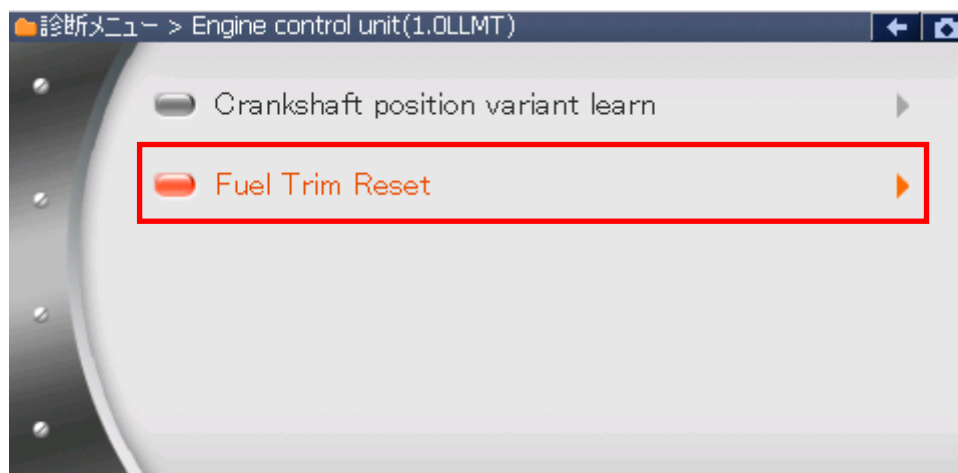 診断メニュー > Engine control unit(1.0LLMT)
Crankshaft position variant learn
Fuel Trim Reset